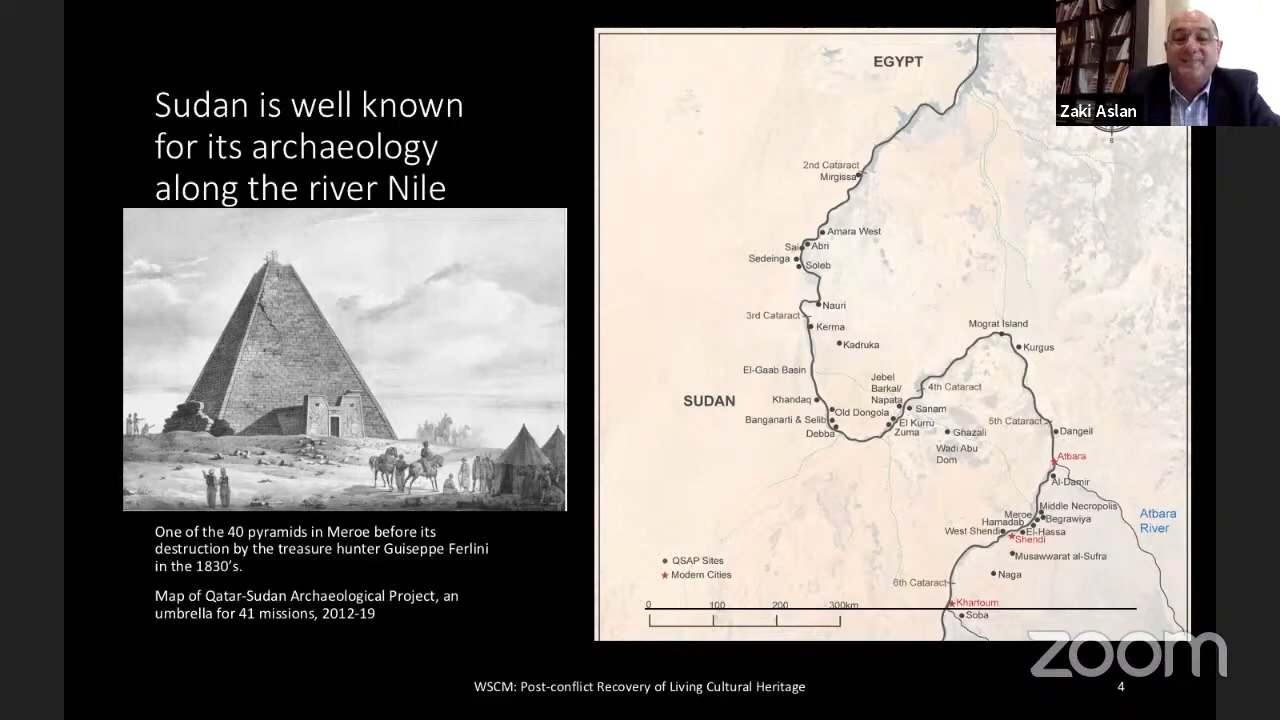 Sudan is well known
for its archaeology
along the river Nile
One of the 40 pyramids in Meroe before its
destruction by the treasure hunter Guiseppe Ferlini
in the 1830's.
Map of Qatar-Sudan Archaeological Project, an
umbrella for 41 missions, 2012-19
EGYPT
2nd Cataract
Mirgissa
Amara West
Sai
Abri
Sedeinga
Soleb
Nauri
3rd Cataract
Kerma
Kadruka
Mograt Island
Kurgus
El-Gaab Basin
Jebel
Barkal/
Napata
4th Cataract
SUDAN
Khandaq
Old Dongola
Sanam
Banganarti & Selib
El Kurru
5th Cataract
Dangeil
Debba
Zuma
Ghazali
Wadi Abu
Dom
Atbara
Al-Damir
Middle Necropolis
Meroe
Begrawiya
Hamadab
West Shendi
El-Hassa
Shendi
Atbara
River
Musawwarat al-Sufra
Naga
QSAP Sites
Modern Cities
6th Cataract
Khartoum
Soba
0 100 200 300km
S
Zaki Aslan
zoom
WSCM: Post-conflict Recovery of Living Cultural Heritage
4